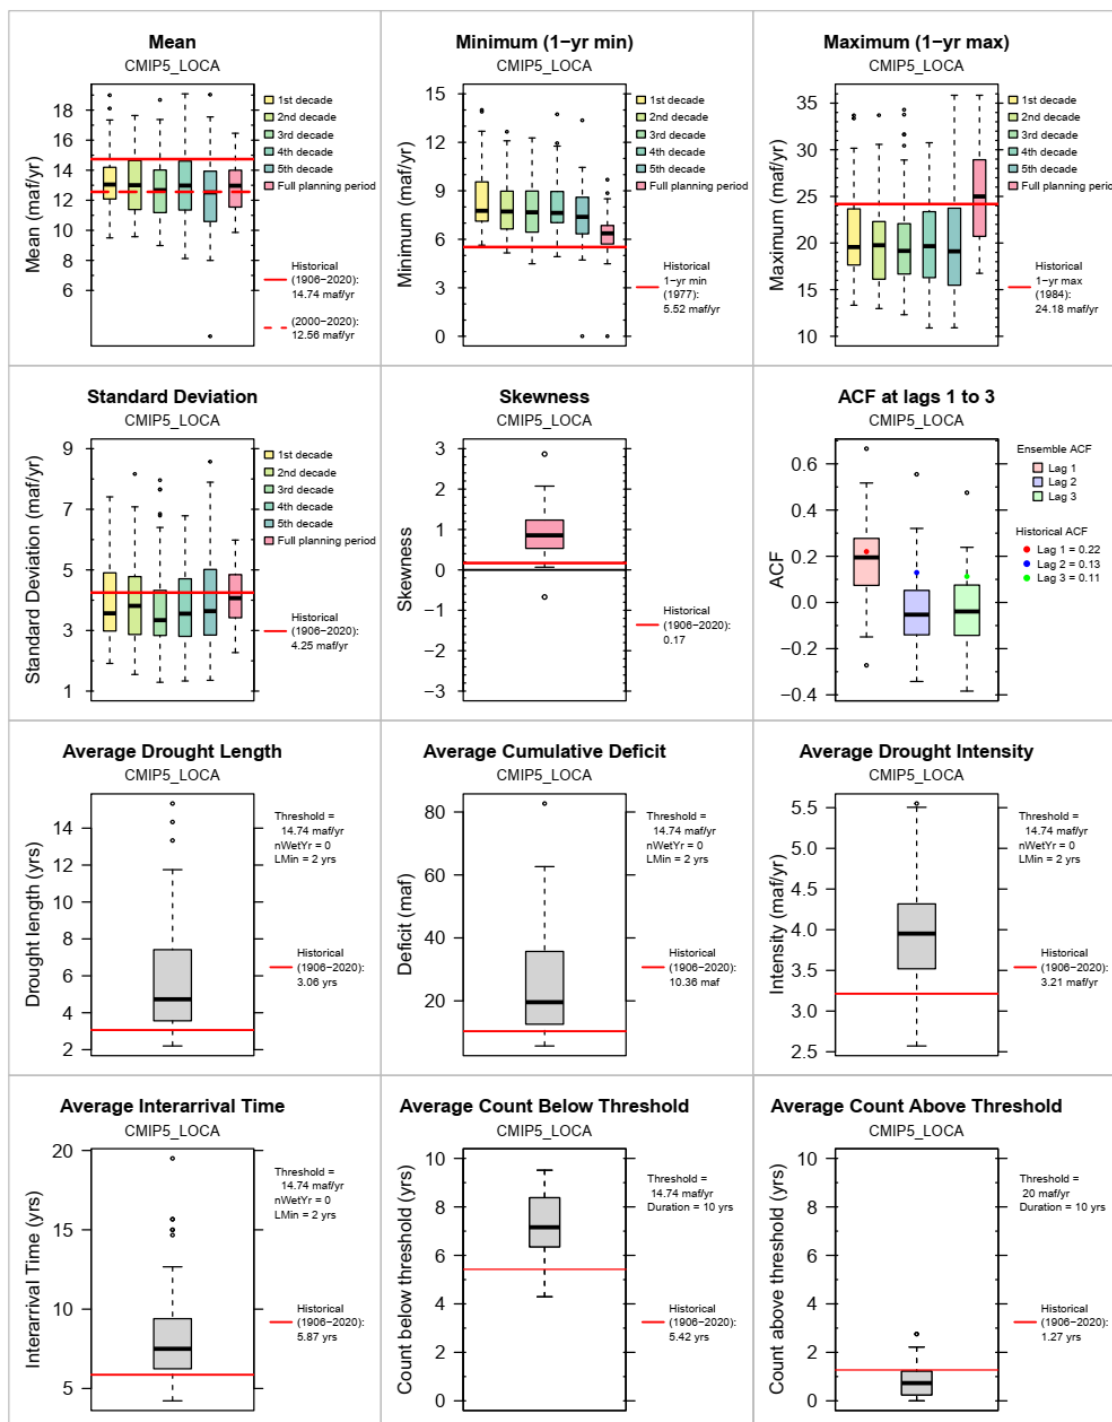 Mean
CMIP5_LOCA
Mean (maf/yr)
18
16
14
12
10
8
6
1st decade
2nd decade
3rd decade
4th decade
5th decade
Full planning period
Historical
(1906−2020):
14.74 maf/yr
(2000−2020):
12.56 maf/yr
Minimum (1−yr min)
CMIP5_LOCA
Minimum (maf/yr)
15
12
9
6
3
0
1st decade
2nd decade
3rd decade
4th decade
5th decade
Full planning period
Historical
1−yr min
(1977):
5.52 maf/yr
Maximum (1−yr max)
CMIP5_LOCA
Maximum (maf/yr)
35
30
25
20
15
10
1st decade
2nd decade
3rd decade
4th decade
5th decade
Full planning period
Historical
1−yr max
(1984):
24.18 maf/yr
Standard Deviation
CMIP5_LOCA
Standard Deviation (maf/yr)
9
7
5
3
1
1st decade
2nd decade
3rd decade
4th decade
5th decade
Full planning period
Historical
(1906−2020):
4.25 maf/yr
Skewness
CMIP5_LOCA
Skewness
3
2
1
0
−1
−2
−3
Historical
(1906−2020):
0.17
ACF at lags 1 to 3
CMIP5_LOCA
ACF
0.6
0.4
0.2
0.0
−0.2
−0.4
Ensemble ACF
Lag 1
Lag 2
Lag 3
Historical ACF
Lag 1 = 0.22
Lag 2 = 0.13
Lag 3 = 0.11
Average Drought Length
CMIP5_LOCA
Drought length (yrs)
14
12
10
8
6
4
2
Threshold =
14.74 maf/yr
nWetYr = 0
LMin = 2 yrs
Historical
(1906−2020):
3.06 yrs
Average Cumulative Deficit
CMIP5_LOCA
Deficit (maf)
80
60
40
20
Threshold =
14.74 maf/yr
nWetYr = 0
LMin = 2 yrs
Historical
(1906−2020):
10.36 maf
Average Drought Intensity
CMIP5_LOCA
Intensity (maf/yr)
5.5
5.0
4.5
4.0
3.5
3.0
2.5
Threshold =
14.74 maf/yr
nWetYr = 0
LMin = 2 yrs
Historical
(1906−2020):
3.21 maf/yr
Average Interarrival Time
CMIP5_LOCA
Interarrival Time (yrs)
20
15
10
5
Threshold =
14.74 maf/yr
nWetYr = 0
LMin = 2 yrs
Historical
(1906−2020):
5.87 yrs
Average Count Below Threshold
CMIP5_LOCA
Count below threshold (yrs)
10
8
6
4
2
0
Threshold =
14.74 maf/yr
Duration = 10 yrs
Historical
(1906−2020):
5.42 yrs
Average Count Above Threshold
CMIP5_LOCA
Count above threshold (yrs)
10
8
6
4
2
0
Threshold =
20 maf/yr
Duration = 10 yrs
Historical
(1906−2020):
1.27 yrs